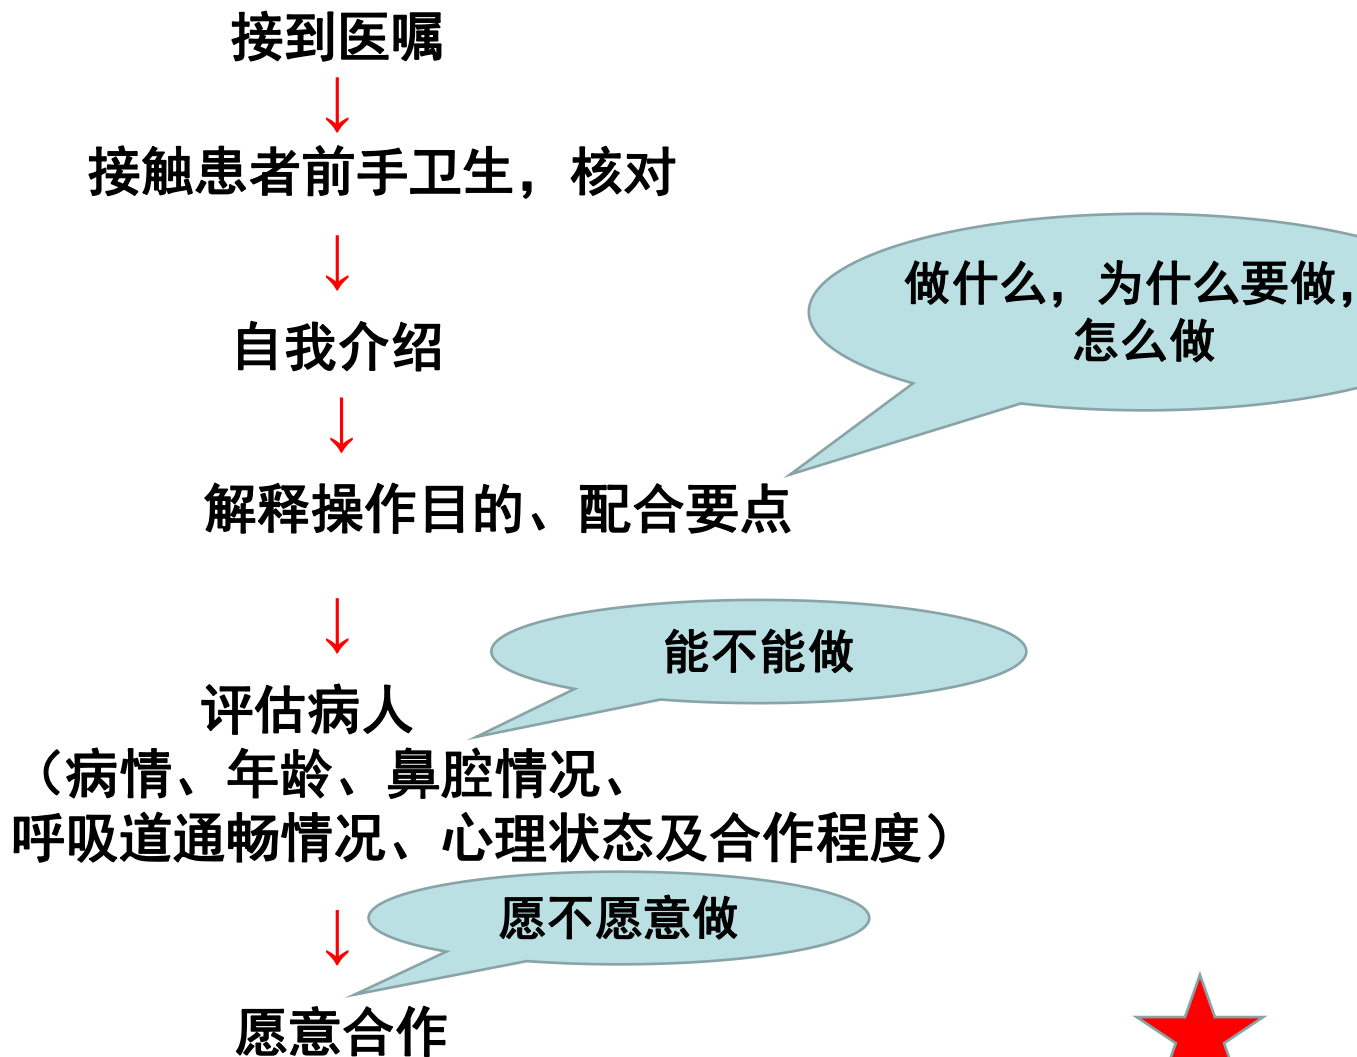 接到医嘱
↓
接触患者前手卫生，核对
↓
自我介绍
↓
做什么，为什么要做，
怎么做
解释操作目的、配合要点
↓
能不能做
评估病人
（病情、年龄、鼻腔情况、
呼吸道通畅情况、心理状态及合作程度）
↓
愿不愿意做
愿意合作